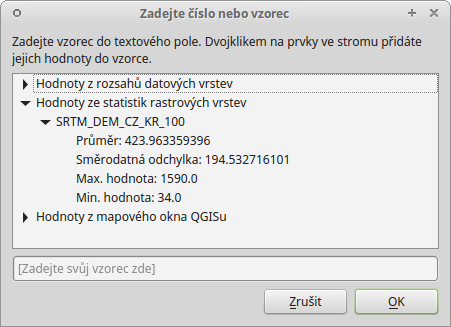 Zadejte číslo nebo vzorec
Zadejte vzorec do textového pole. Dvojklikem na prvky ve stromu přidáte
jejich hodnoty do vzorce.
Hodnoty z rozsahů datových vrstev
Hodnoty ze statistik rastrových vrstev
SRTM_DEM_CZ_KR_100
Průměr: 423.963359396
Směrodatná odchylka: 194.532716101
Max. hodnota: 1590.0
Min. hodnota: 34.0
Hodnoty z mapového okna QGISu
[Zadejte svůj vzorec zde]
Zrušit
OK